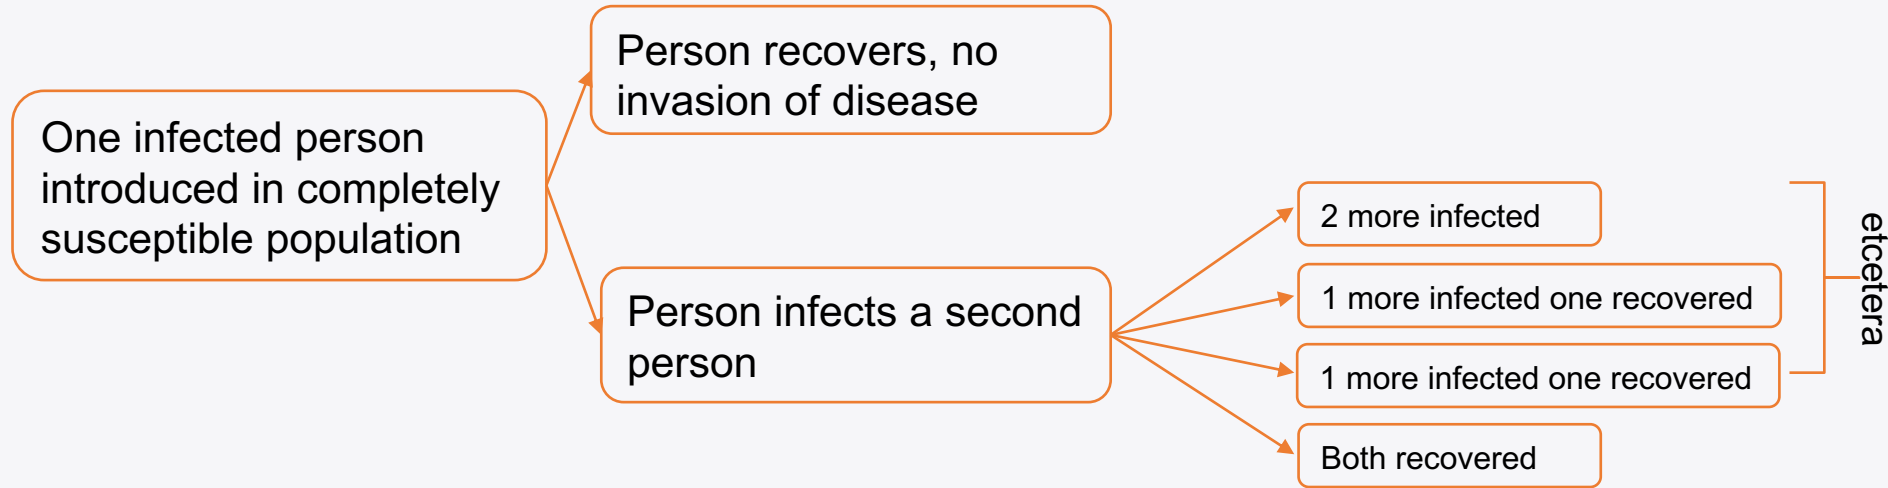 One infected person
introduced in completely
susceptible population
Person recovers, no
invasion of disease
Person infects a second
person
2 more infected
1 more infected one recovered
1 more infected one recovered
Both recovered
etcetera